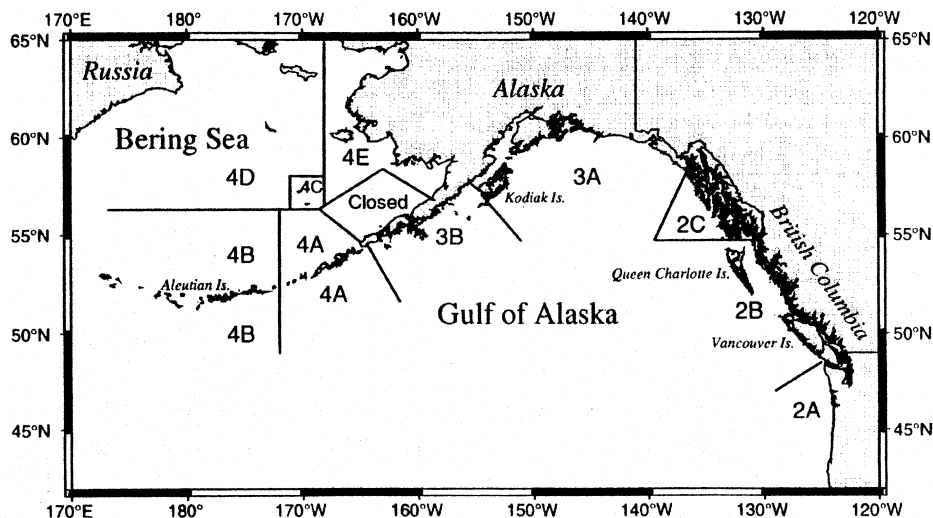 170°E 180° 170°W 160°W 150°W 140°W 130°W 120°W
65°N 65°N
Russia
Alaska
60°N 60°N
Bering Sea
4E
4D
4C
3A
Closed
Kodiak Is.
2C
British Columbia
55°N 55°N
4B
4A
3B
Queen Charlotte Is.
Aleutian Is.
4A
2B
Gulf of Alaska
50°N 50°N
4B
Vancouver Is.
2A
45°N 45°N
170°E 180° 170°W 160°W 150°W 140°W 130°W 120°W